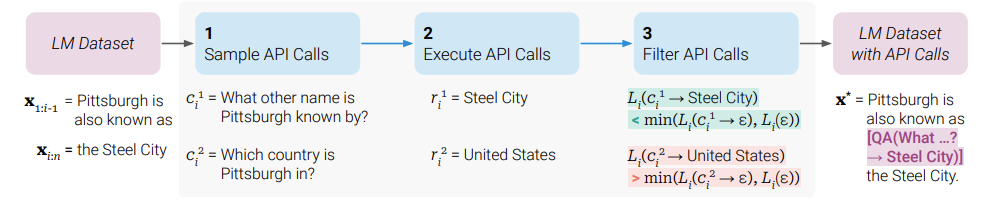 LM Dataset
1
Sample API Calls
2
Execute API Calls
3
Filter API Calls
LM Dataset
with API Calls
x1:i-1 = Pittsburgh is
also known as
xi:n = the Steel City
ci1 = What other name is
Pittsburgh known by?
ci2 = Which country is
Pittsburgh in?
ri1 = Steel City
ri2 = United States
Li(ci1 → Steel City)
< min(Li(ci1 → ε), Li(ε))
Li(ci2 → United States)
> min(Li(ci2 → ε), Li(ε))
x* = Pittsburgh is
also known as
[QA(What ...?
→ Steel City)]
the Steel City.